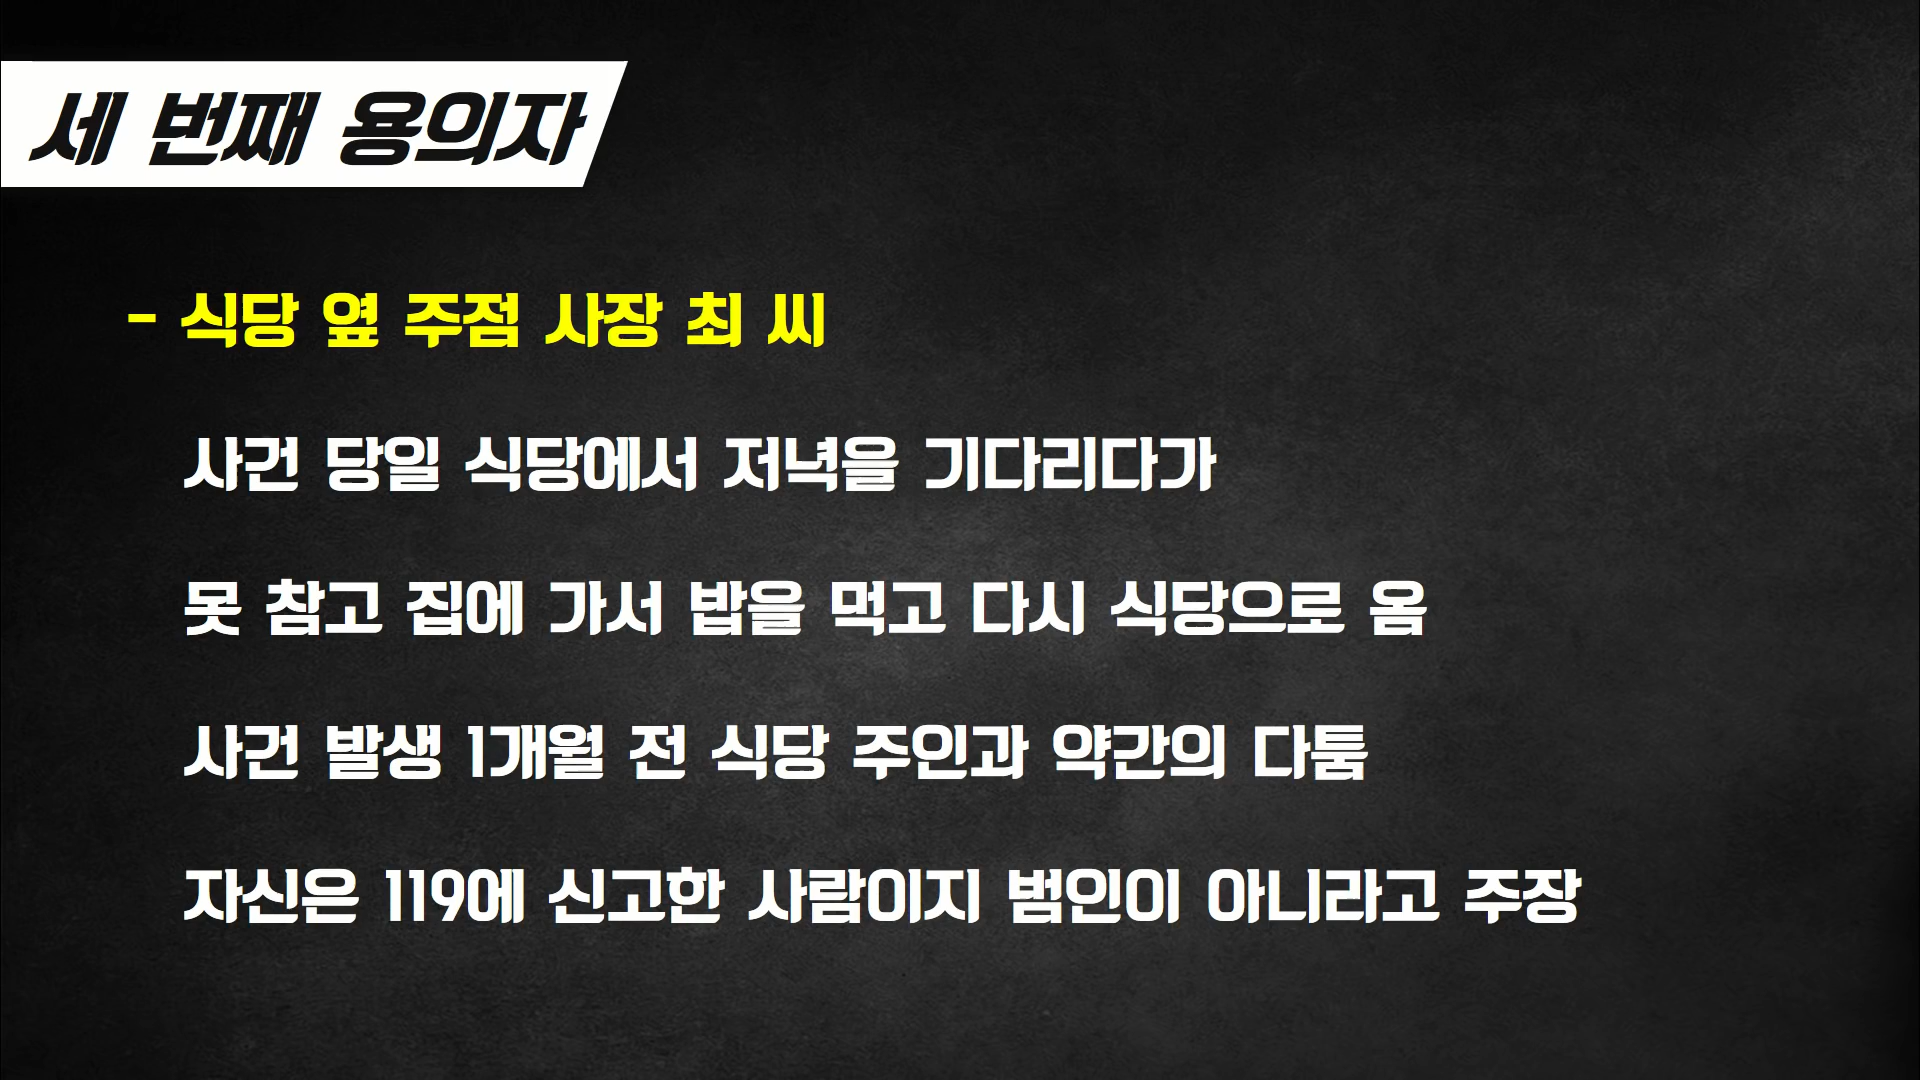 세 번째 용의자
- 식당 옆 주점 사장 최 씨
사건 당일 식당에서 저녁을 기다리다가
못 참고 집에 가서 밥을 먹고 다시 식당으로 옴
사건 발생 1개월 전 식당 주인과 약간의 다툼
자신은 119에 신고한 사람이지 범인이 아니라고 주장